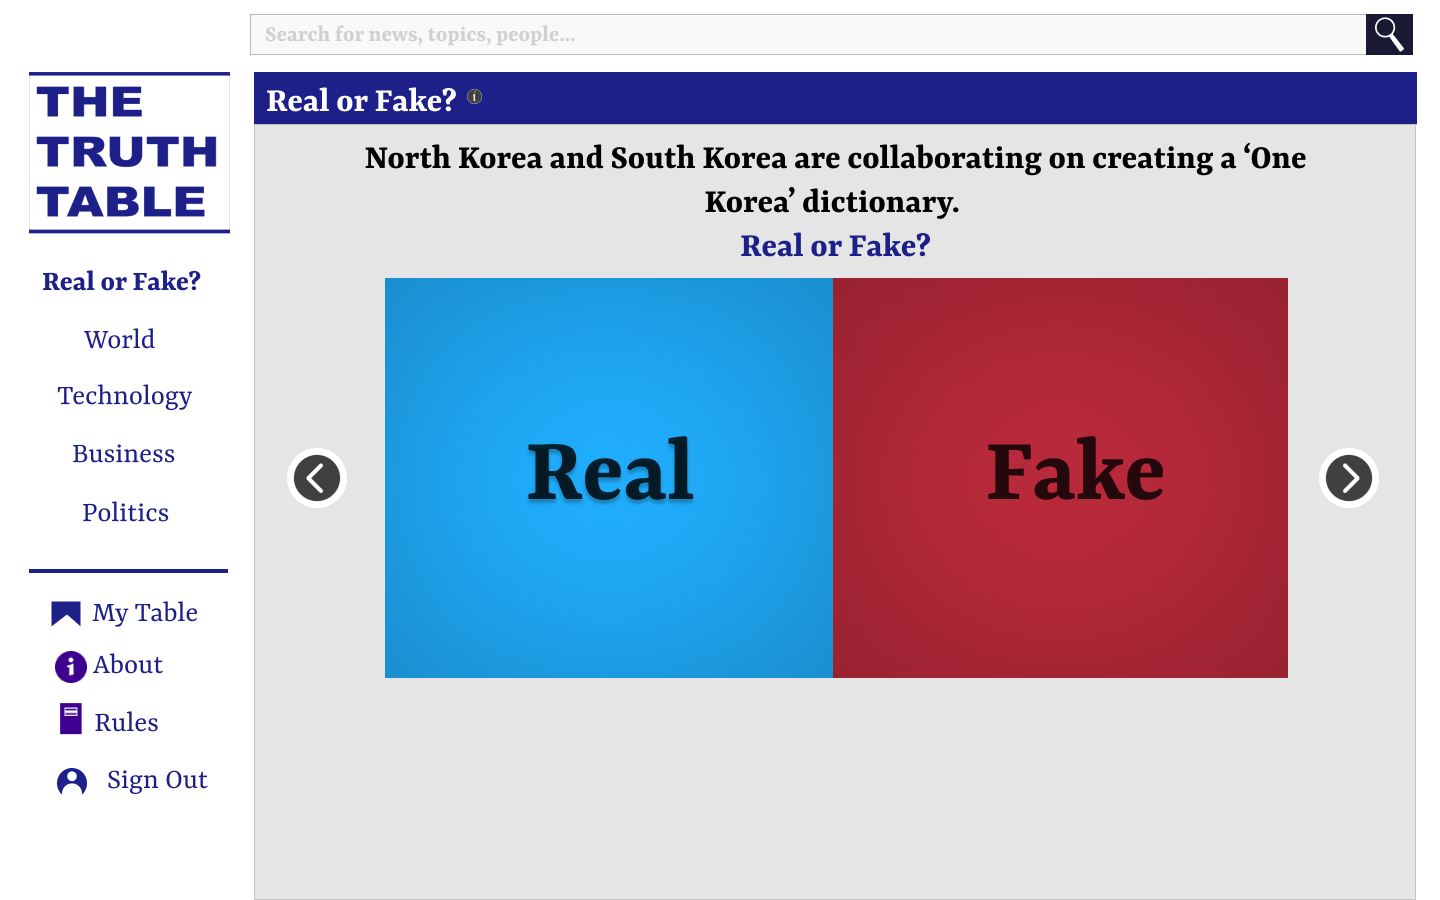 Search for news, topics, people...
THE
TRUTH
TABLE
Real or Fake?
World
Technology
Business
Politics
My Table
About
Rules
Sign Out
Real or Fake?
North Korea and South Korea are collaborating on creating a ‘One
Korea’ dictionary.
Real or Fake?
Real
Fake